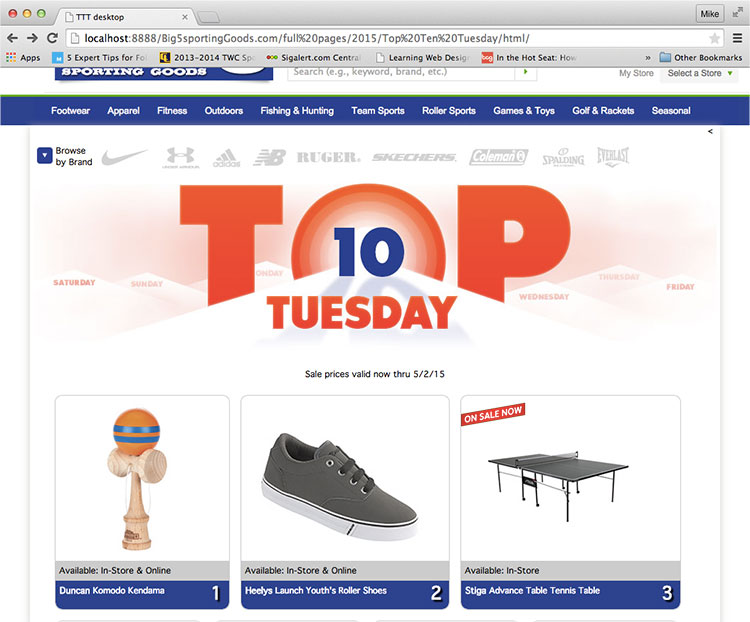 TTT desktop
Mike
localhost:8888/Big5sportingGoods.com/full%20pages/2015/Top%20Ten%20Tuesday/html/
Apps 5 Expert Tips for Fol 2013-2014 TWC Sp Sigalert.com Central Learning Web Desig In the Hot Seat: How » Other Bookmarks
SPORTING GOODS
Search (e.g., keyword, brand, etc.)
My Store Select a Store
Footwear Apparel Fitness Outdoors Fishing & Hunting Team Sports Roller Sports Games & Toys Golf & Rackets Seasonal
<
Browse
by Brand
UNDER ARMOUR adidas NB RUGER SKECHERS Coleman SPALDING EVERLAST
TOP
10
SATURDAY SUNDAY MONDAY TUESDAY WEDNESDAY THURSDAY FRIDAY
Sale prices valid now thru 5/2/15
ON SALE NOW
Available: In-Store & Online
Duncan Komodo Kendama 1
Available: In-Store & Online
Heelys Launch Youth's Roller Shoes 2
Available: In-Store
Stiga Advance Table Tennis Table 3